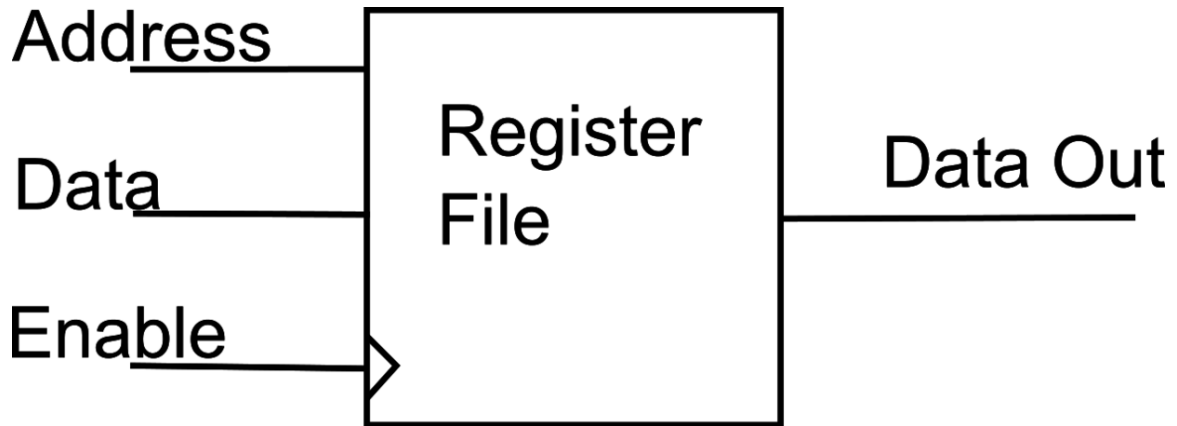 Address
Data
Enable
Register
File
Data Out